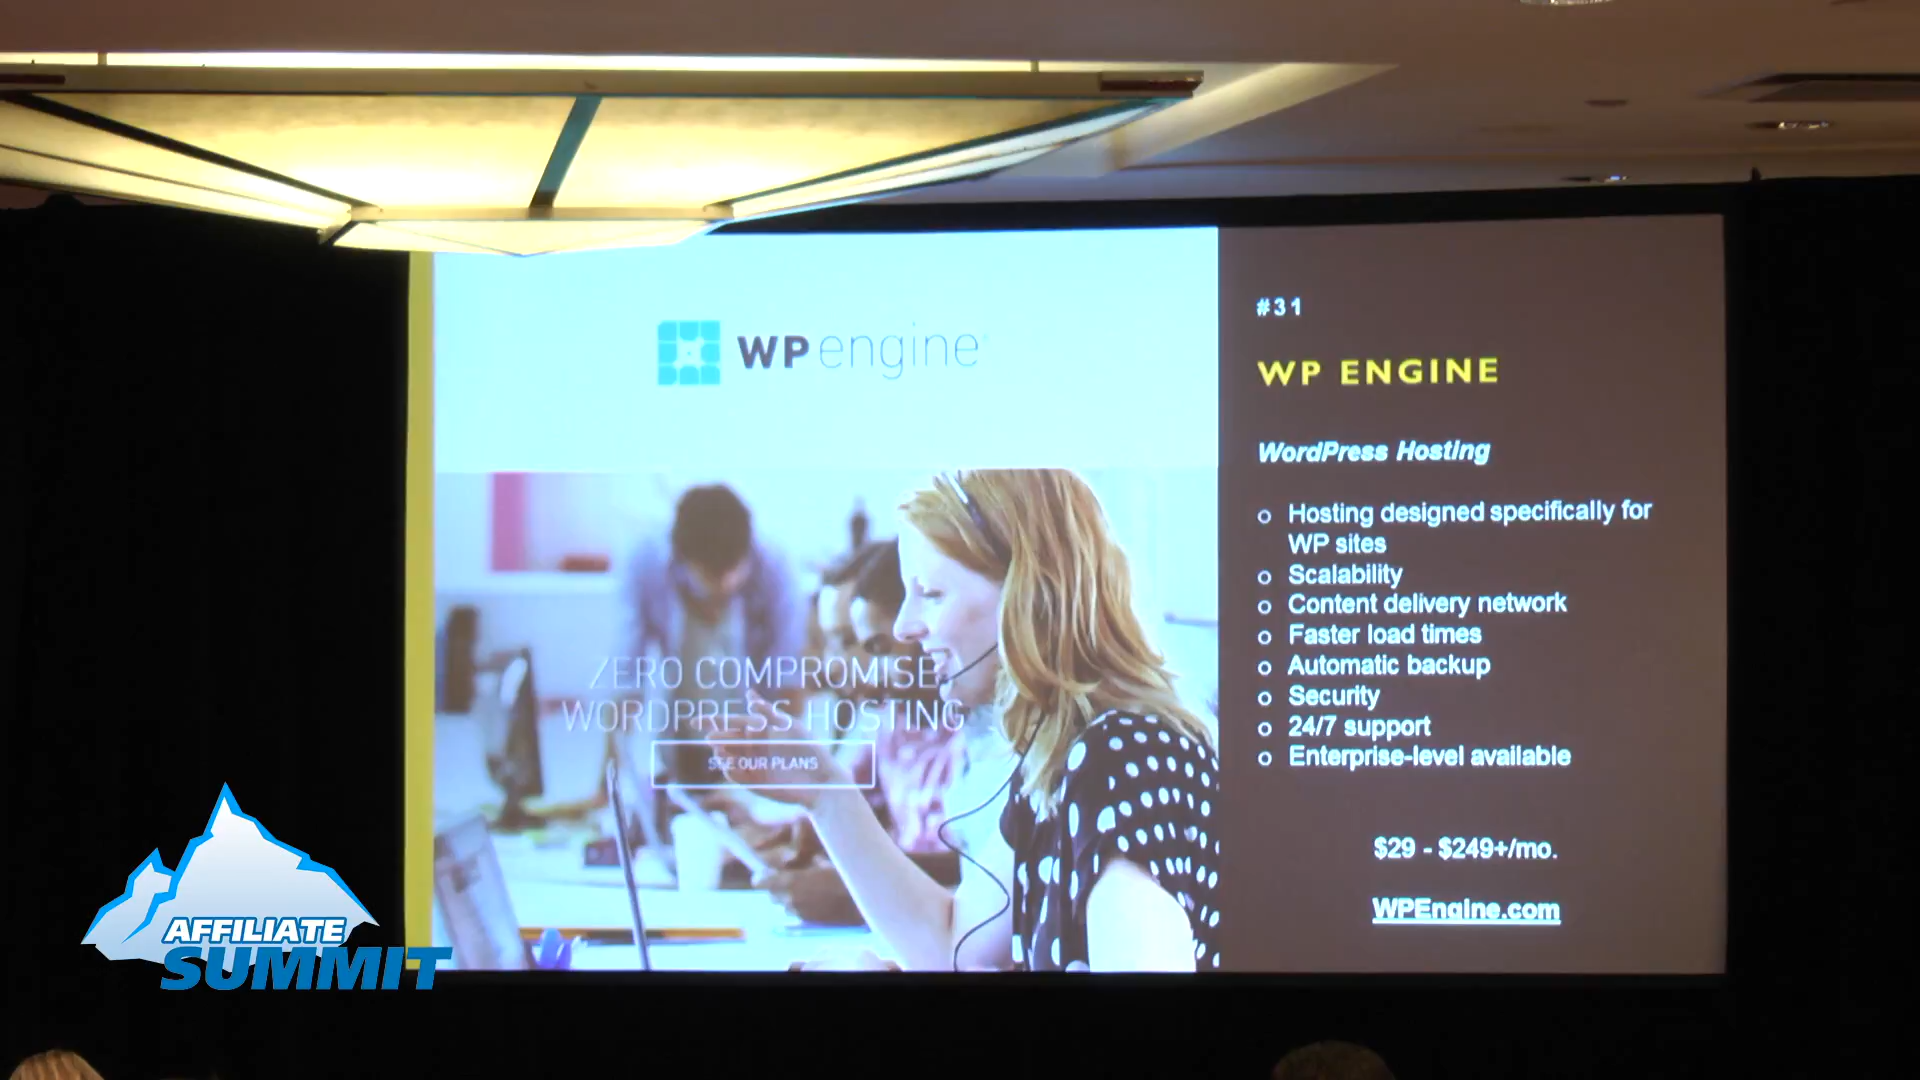 WP engine
ZERO COMPROMISE
WORDPRESS HOSTING
SEE OUR PLANS
#31
WP ENGINE
WordPress Hosting
o Hosting designed specifically for
WP sites
o Scalability
o Content delivery network
o Faster load times
o Automatic backup
o Security
o 24/7 support
o Enterprise-level available
$29 - $249+/mo.
WPEngine.com
AFFILIATE
SUMMIT